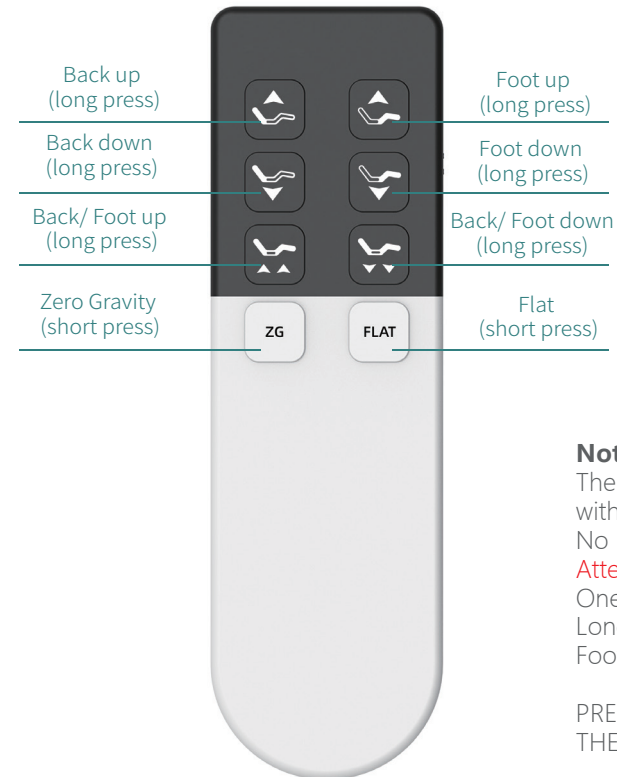 Back up
(long press)
Foot up
(long press)
Back down
(long press)
Foot down
(long press)
Back/ Foot up
(long press)
Back/ Foot down
(long press)
Zero Gravity
(short press)
Flat
(short press)
ZG
FLAT
The
with
No
One